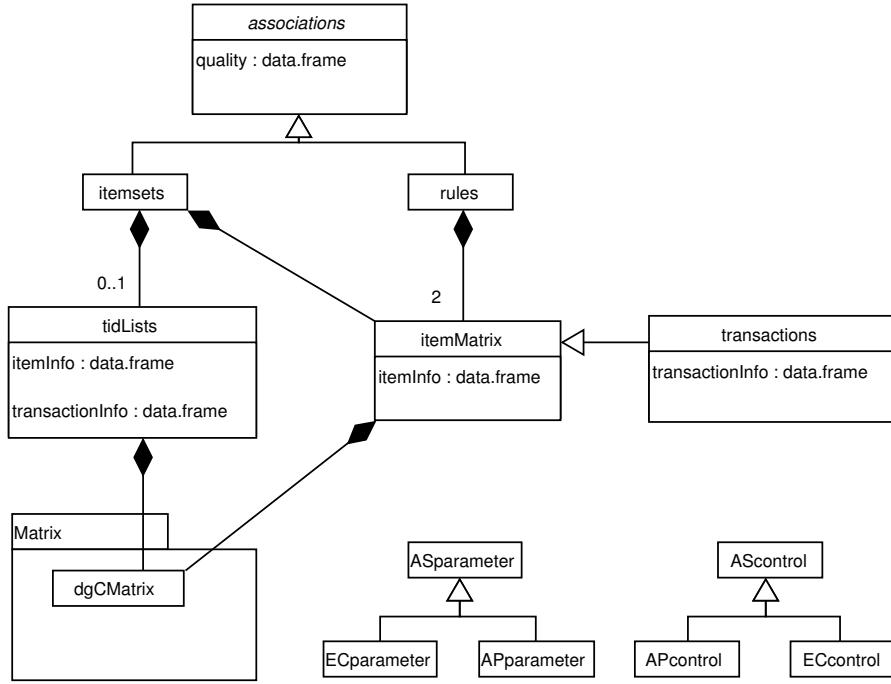 associations
quality : data.frame
itemsets
rules
0..1
2
tidLists
itemInfo : data.frame
transactionInfo : data.frame
itemMatrix
itemInfo : data.frame
transactions
transactionInfo : data.frame
Matrix
dgCMatrix
ASparameter
AScontrol
ECparameter
APparameter
APcontrol
ECcontrol